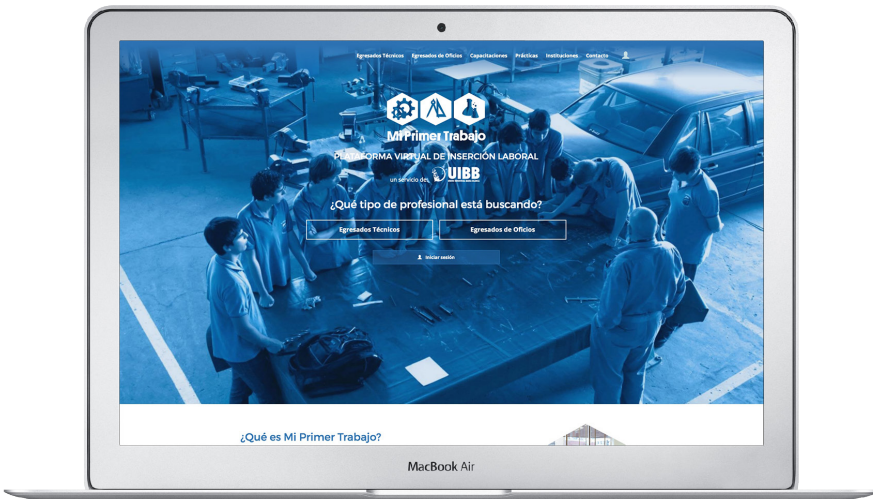 Egresados Técnicos Egresados de Oficios Capacitaciones Prácticas Instituciones Contacto
Mi Primer Trabajo
PLATAFORMA VIRTUAL DE INSERCIÓN LABORAL
un servicio de: UIBB
¿Qué tipo de profesional está buscando?
Egresados Técnicos Egresados de Oficios
Iniciar sesión
¿Qué es Mi Primer Trabajo?
MacBook Air